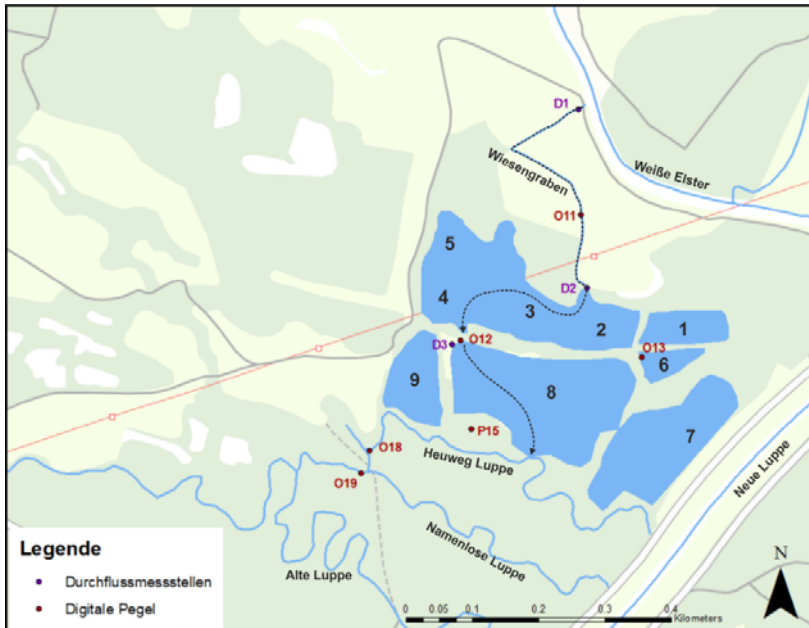 D1
Wiesengraben
Weiße Elster
O11
5
D2
4
3
2
1
O12
D3
O13
6
9
8
7
P15
O18
Heuweg Luppe
O19
Neue Luppe
Namenlose Luppe
Alte Luppe
Legende
Durchflussmessstellen
Digitale Pegel
N
0 0.05 0.1 0.2 0.3 0.4
Kilometers